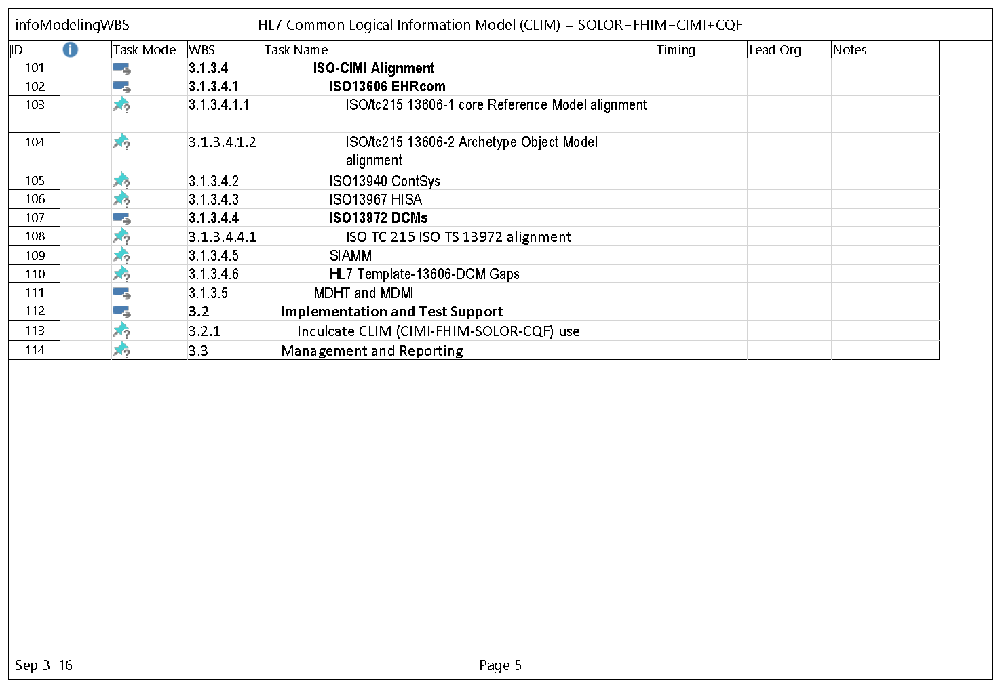 infoModelingWBS HL7 Common Logical Information Model (CLIM) = SOLOR+FHIM+CIMI+CQF
ID i Task Mode WBS Task Name Timing Lead Org Notes
101 3.1.3.4 ISO-CIMI Alignment
102 3.1.3.4.1 ISO13606 EHRcom
103 3.1.3.4.1.1 ISO/tc215 13606-1 core Reference Model alignment
104 3.1.3.4.1.2 ISO/tc215 13606-2 Archetype Object Model
alignment
105 3.1.3.4.2 ISO13940 ContSys
106 3.1.3.4.3 ISO13967 HISA
107 3.1.3.4.4 ISO13972 DCMs
108 3.1.3.4.4.1 ISO TC 215 ISO TS 13972 alignment
109 3.1.3.4.5 SIAMM
110 3.1.3.4.6 HL7 Template-13606-DCM Gaps
111 3.1.3.5 MDHT and MDMI
112 3.2 Implementation and Test Support
113 3.2.1 Inculcate CLIM (CIMI-FHIM-SOLOR-CQF) use
114 3.3 Management and Reporting
Sep 3 '16 Page 5